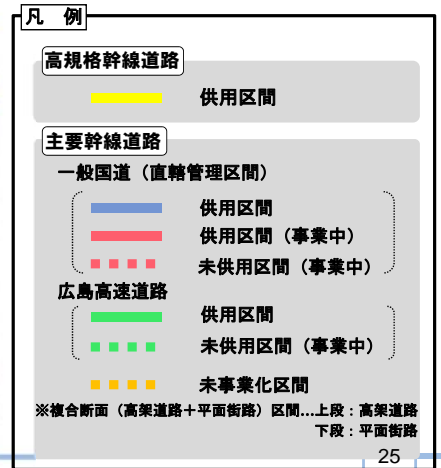 凡　例
高規格幹線道路
供用区間
主要幹線道路
一般国道（直轄管理区間）
供用区間
供用区間（事業中）
未供用区間（事業中）
広島高速道路
供用区間
未供用区間（事業中）
未事業化区間
※複合断面（高架道路＋平面街路）区間…上段：高架道路
下段：平面街路
25